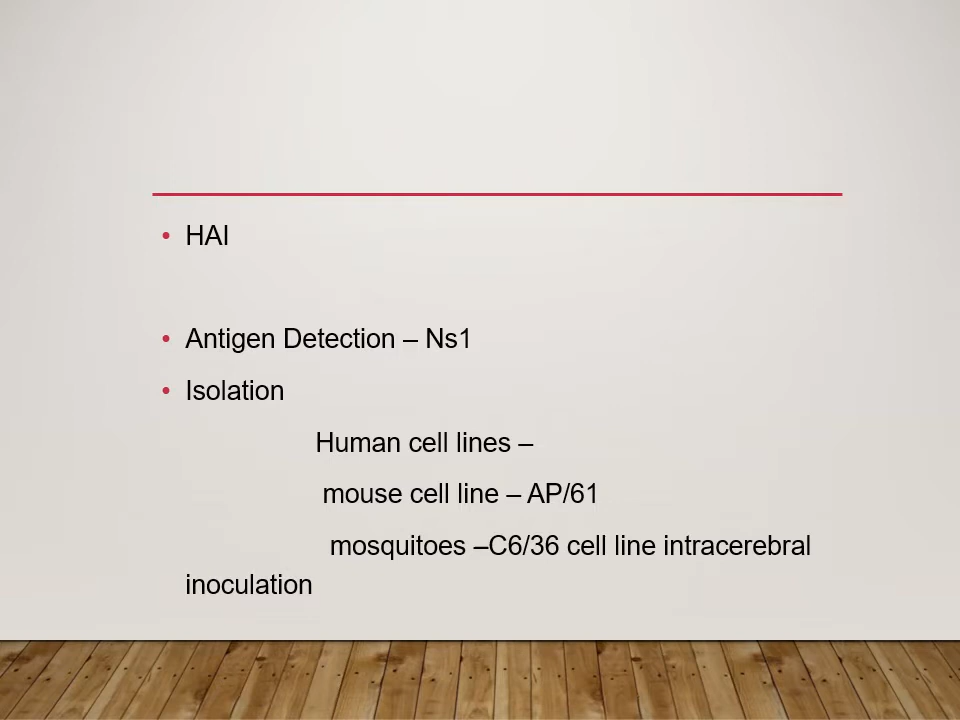 • HAI
• Antigen Detection – Ns1
• Isolation
Human cell lines –
mouse cell line – AP/61
mosquitoes –C6/36 cell line intracerebral
inoculation